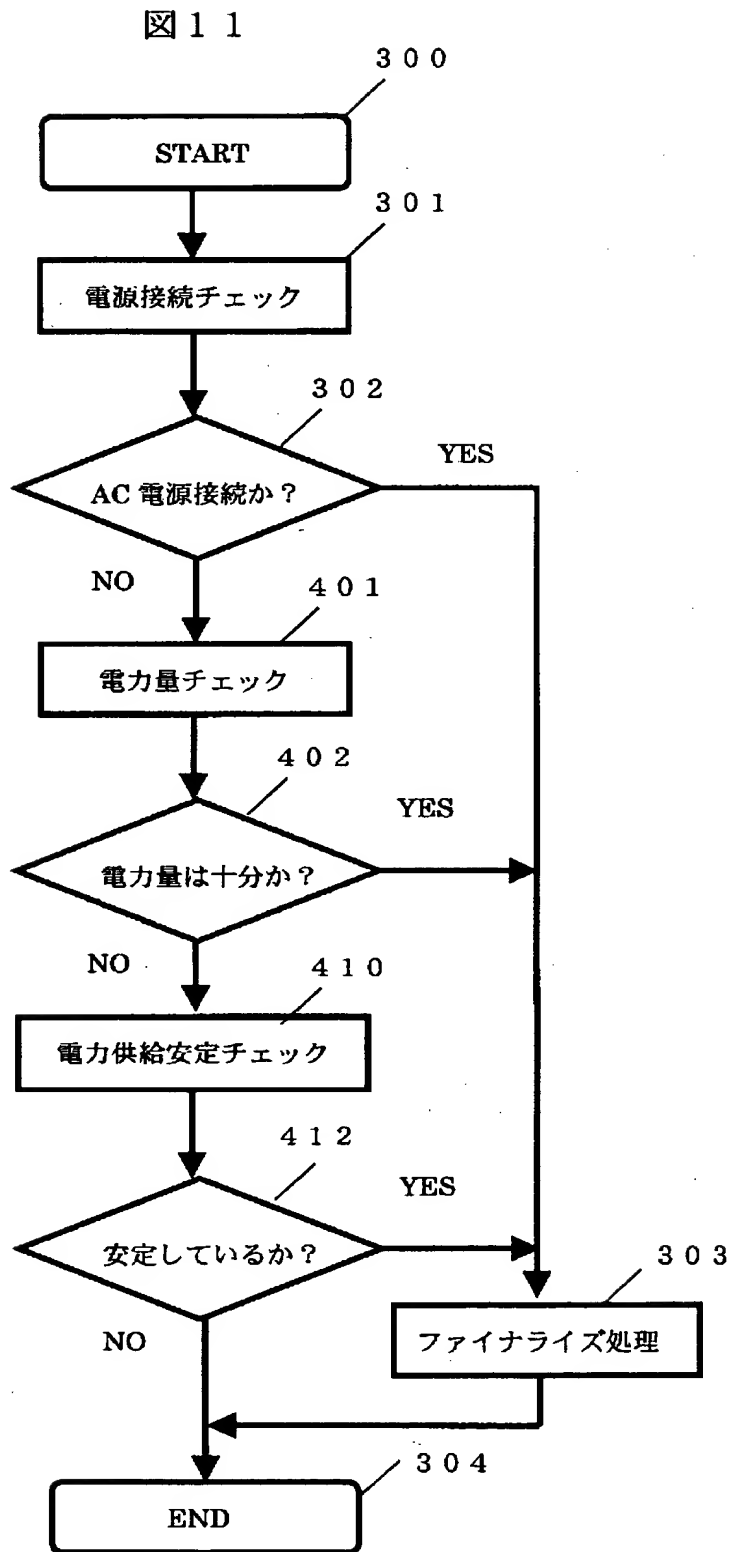 図11
300
START
301
電源接続チェック
302
AC 電源接続か？
YES
NO
401
電力量チェック
402
電力量は十分か？
YES
NO
410
電力供給安定チェック
412
安定しているか？
YES
NO
303
ファイナライズ処理
304
END